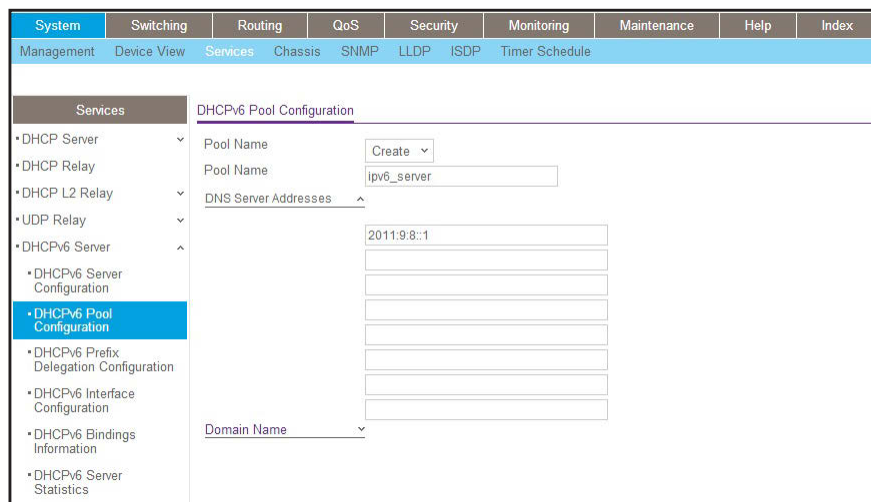 System Switching Routing QoS Security Monitoring Maintenance Help Index
Management Device View Services Chassis SNMP LLDP ISDP Timer Schedule
Services
DHCP Server
DHCP Relay
DHCP L2 Relay
UDP Relay
DHCPv6 Server
DHCPv6 Server
Configuration
DHCPv6 Pool
Configuration
DHCPv6 Prefix
Delegation Configuration
DHCPv6 Interface
Configuration
DHCPv6 Bindings
Information
DHCPv6 Server
Statistics
DHCPv6 Pool Configuration
Pool Name Create
Pool Name ipv6_server
DNS Server Addresses
2011:9:8::1
Domain Name